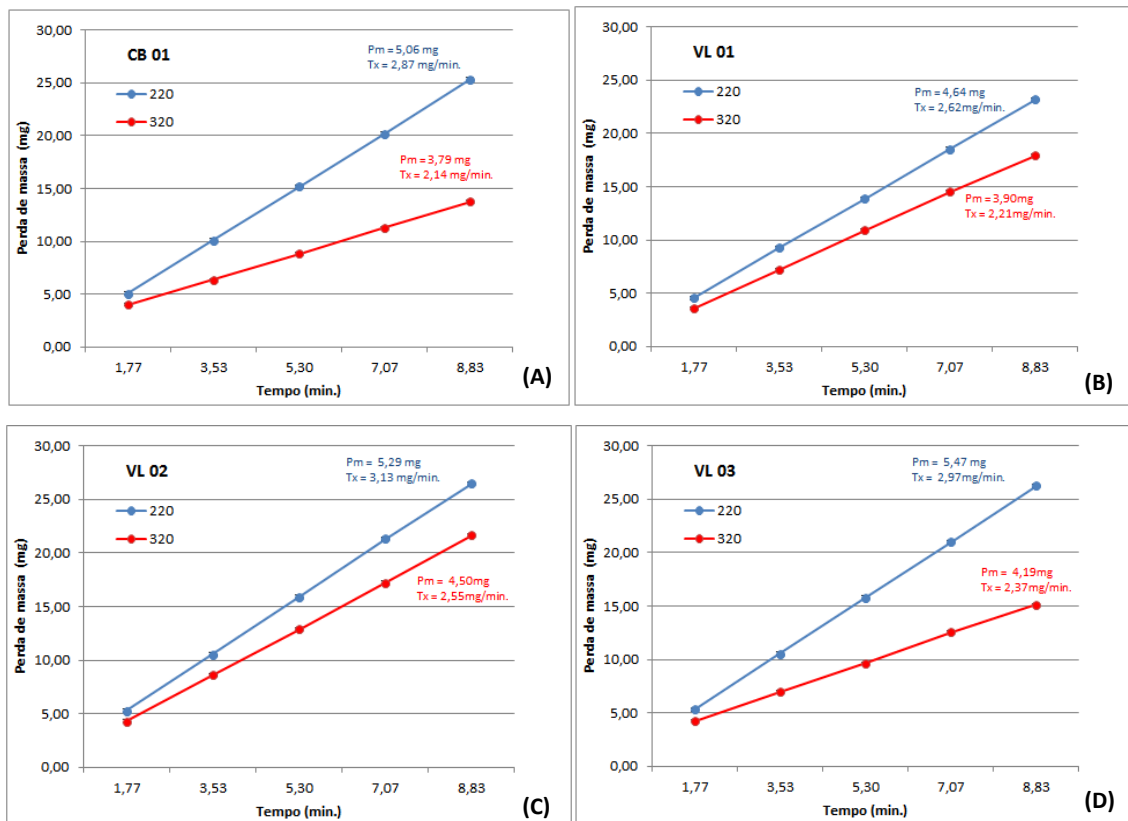 CB 01
Pm = 5,06 mg
Tx = 2,87 mg/min.
220
320
Pm = 3,79 mg
Tx = 2,14 mg/min.
Perda de massa (mg)
30,00
25,00
20,00
15,00
10,00
5,00
0,00
1,77 3,53 5,30 7,07 8,83
Tempo (min.)
(A)
VL 01
Pm = 4,64 mg
Tx = 2,62mg/min.
220
320
Pm = 3,90mg
Tx = 2,21mg/min.
Perda de massa (mg)
30,00
25,00
20,00
15,00
10,00
5,00
0,00
1,77 3,53 5,30 7,07 8,83
Tempo (min.)
(B)
VL 02
Pm = 5,29 mg
Tx = 3,13 mg/min.
220
320
Pm = 4,50mg
Tx = 2,55mg/min.
Perda de massa (mg)
30,00
25,00
20,00
15,00
10,00
5,00
0,00
1,77 3,53 5,30 7,07 8,83
Tempo (min.)
(C)
VL 03
Pm = 5,47 mg
Tx = 2,97mg/min.
220
320
Pm = 4,19mg
Tx = 2,37mg/min.
Perda de massa (mg)
30,00
25,00
20,00
15,00
10,00
5,00
0,00
1,77 3,53 5,30 7,07 8,83
Tempo (min.)
(D)